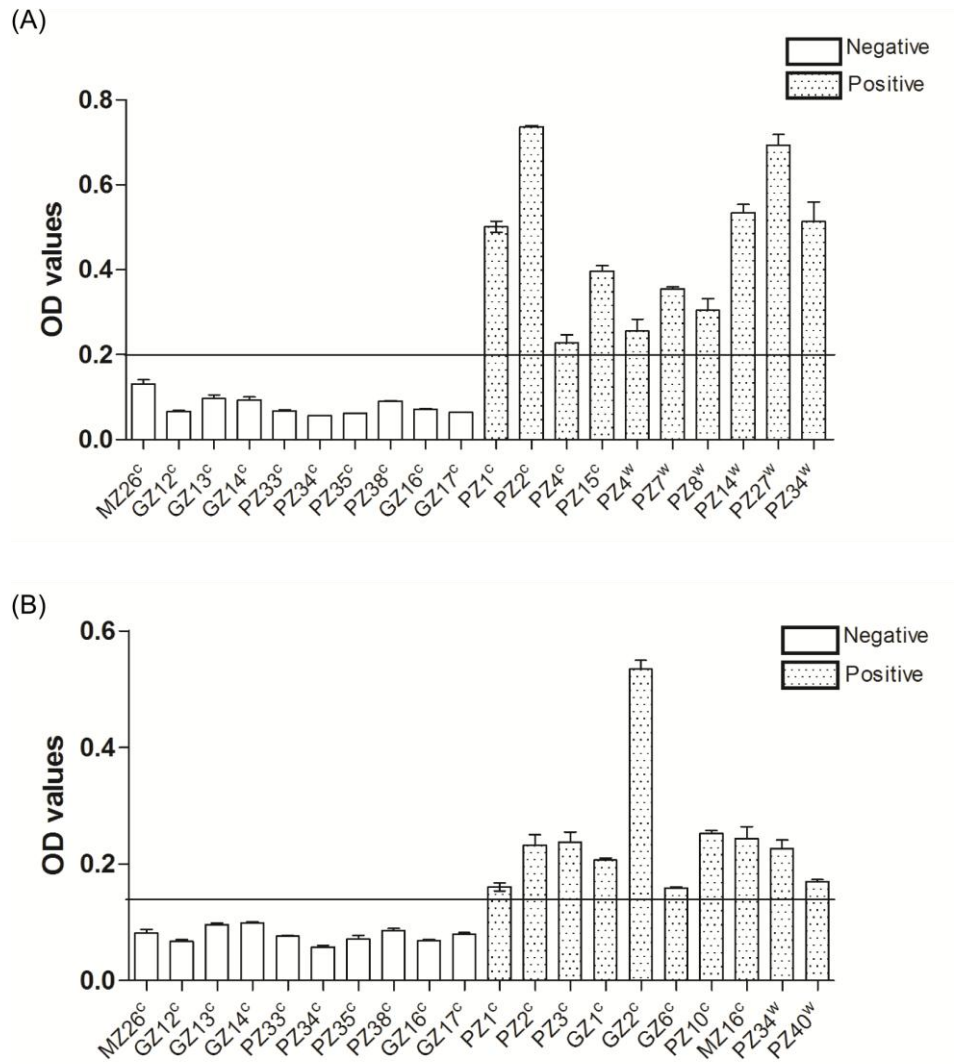 (A)
Negative
Positive
OD values
0.8
0.6
0.4
0.2
0.0
MZ26ᶜ GZ12ᶜ GZ13ᶜ GZ14ᶜ PZ33ᶜ PZ34ᶜ PZ35ᶜ PZ38ᶜ GZ16ᶜ GZ17ᶜ PZ1ᶜ PZ2ᶜ PZ4ᶜ PZ15ᶜ PZ4ʷ PZ7ʷ PZ8ʷ PZ14ʷ PZ27ʷ PZ34ʷ
(B)
Negative
Positive
OD values
0.6
0.4
0.2
0.0
MZ26ᶜ GZ12ᶜ GZ13ᶜ GZ14ᶜ PZ33ᶜ PZ34ᶜ PZ35ᶜ PZ38ᶜ GZ16ᶜ GZ17ᶜ PZ1ᶜ PZ2ᶜ PZ3ᶜ GZ1ᶜ GZ2ᶜ GZ6ᶜ PZ10ᶜ MZ16ᶜ PZ34ʷ PZ40ʷ